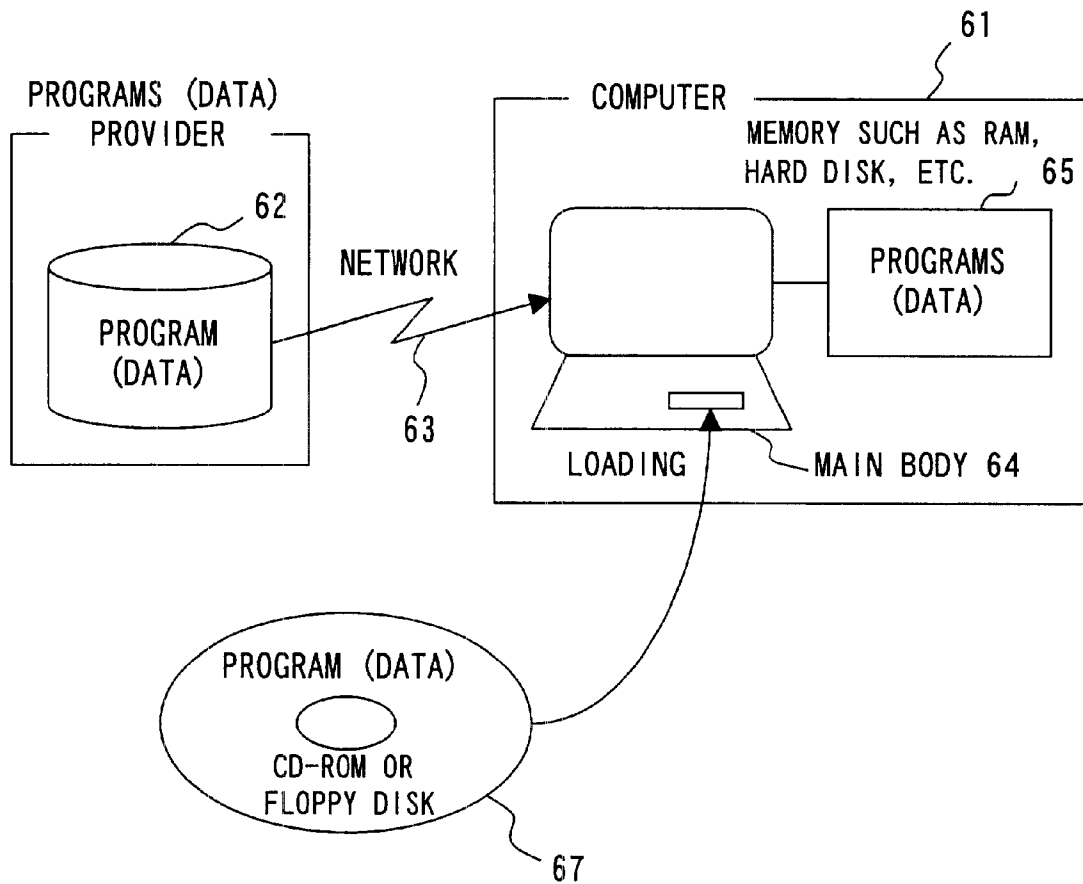 61
PROGRAMS (DATA)
PROVIDER
COMPUTER
MEMORY SUCH AS RAM,
HARD DISK, ETC.
65
62
NETWORK
PROGRAM
(DATA)
PROGRAMS
(DATA)
63
LOADING
MAIN BODY 64
PROGRAM (DATA)
CD-ROM OR
FLOPPY DISK
67